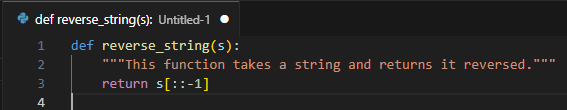 def reverse_string(s): Untitled-1
1 def reverse_string(s):
2 """This function takes a string and returns it reversed."""
3 return s[::-1]
4